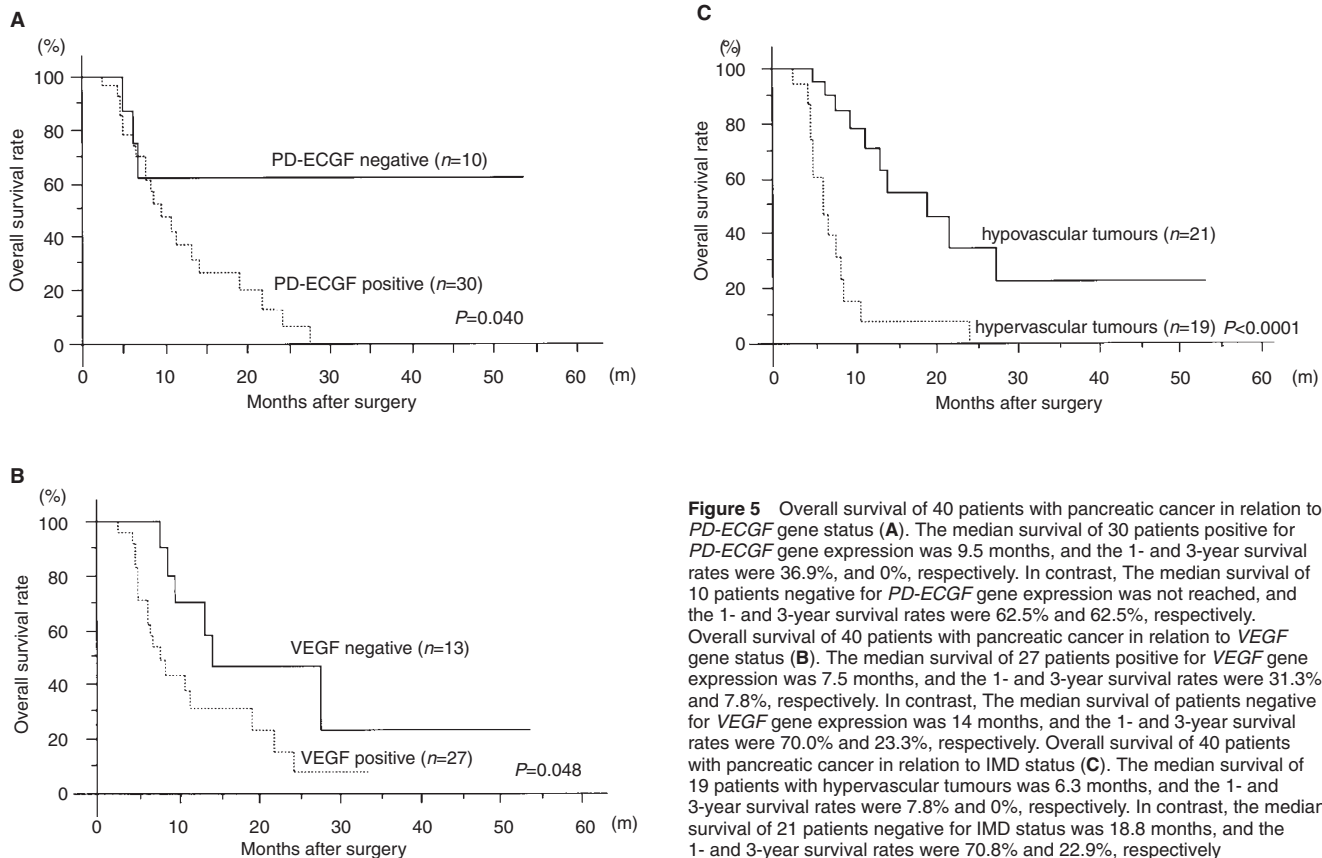 A
(%)
100
80
60
40
20
0
Overall survival rate
PD-ECGF negative (n=10)
PD-ECGF positive (n=30)
P=0.040
0 10 20 30 40 50 60 (m)
Months after surgery
C
(%)
100
80
60
40
20
0
Overall survival rate
hypovascular tumours (n=21)
hypervascular tumours (n=19) P<0.0001
0 10 20 30 40 50 60 (m)
Months after surgery
B
(%)
100
80
60
40
20
0
Overall survival rate
VEGF negative (n=13)
VEGF positive (n=27)
P=0.048
0 10 20 30 40 50 60 (m)
Months after surgery
Figure 5 Overall survival of 40 patients with pancreatic cancer in relation to
PD-ECGF gene status (A). The median survival of 30 patients positive for
PD-ECGF gene expression was 9.5 months, and the 1- and 3-year survival
rates were 36.9%, and 0%, respectively. In contrast, The median survival of
10 patients negative for PD-ECGF gene expression was not reached, and
the 1- and 3-year survival rates were 62.5% and 62.5%, respectively.
Overall survival of 40 patients with pancreatic cancer in relation to VEGF
gene status (B). The median survival of 27 patients positive for VEGF gene
expression was 7.5 months, and the 1- and 3-year survival rates were 31.3%
and 7.8%, respectively. In contrast, The median survival of patients negative
for VEGF gene expression was 14 months, and the 1- and 3-year survival
rates were 70.0% and 23.3%, respectively. Overall survival of 40 patients
with pancreatic cancer in relation to IMD status (C). The median survival of
19 patients with hypervascular tumours was 6.3 months, and the 1- and
3-year survival rates were 7.8% and 0%, respectively. In contrast, the median
survival of 21 patients negative for IMD status was 18.8 months, and the
1- and 3-year survival rates were 70.8% and 22.9%, respectively